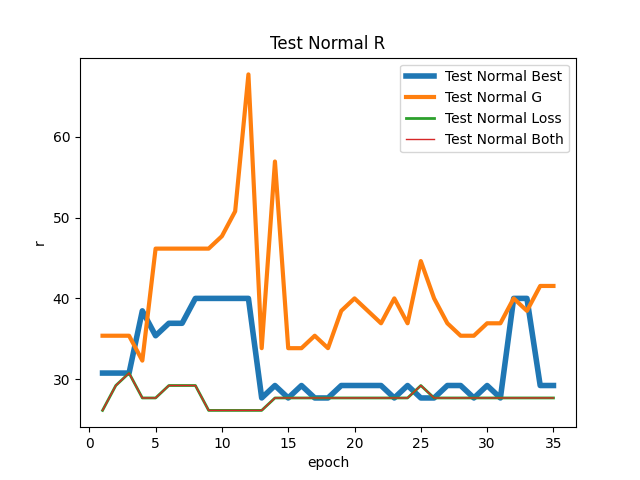 Test Normal R
Test Normal Best
Test Normal G
Test Normal Loss
Test Normal Both
r
60
50
40
30
0 5 10 15 20 25 30 35
epoch